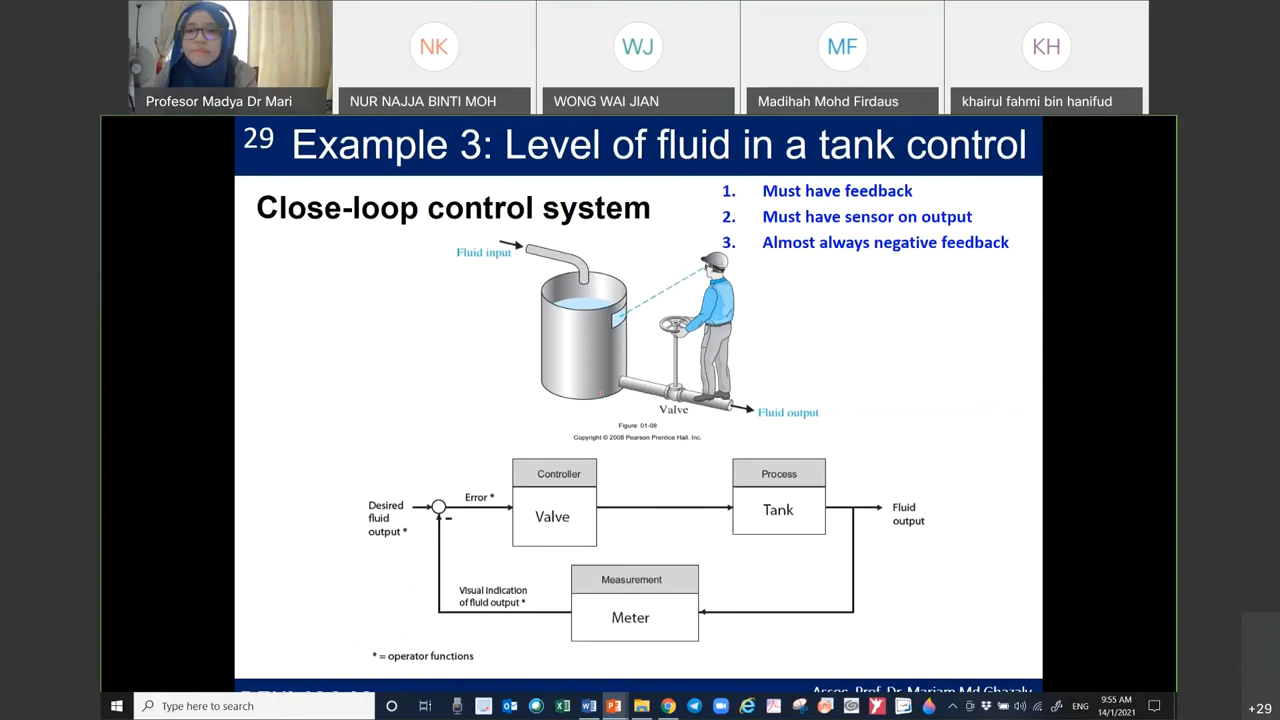 NK
WJ
MF
KH
Profesor Madya Dr Mari
NUR NAJJA BINTI MOH
WONG WAI JIAN
Madihah Mohd Firdaus
khairul fahmi bin hanifud
29 Example 3: Level of fluid in a tank control
Close-loop control system
1. Must have feedback
2. Must have sensor on output
3. Almost always negative feedback
Fluid input
Valve
Fluid output
Figure: 01-08
Copyright © 2008 Pearson Prentice Hall, Inc.
Controller
Process
Desired
fluid
output *
Error *
Valve
Tank
Fluid
output
–
Measurement
Visual Indication
of fluid output *
Meter
* = operator functions
Assoc. Prof. Dr. Mariam Md Ghazaly
Type here to search
ENG
9:55 AM
14/1/2021
+29